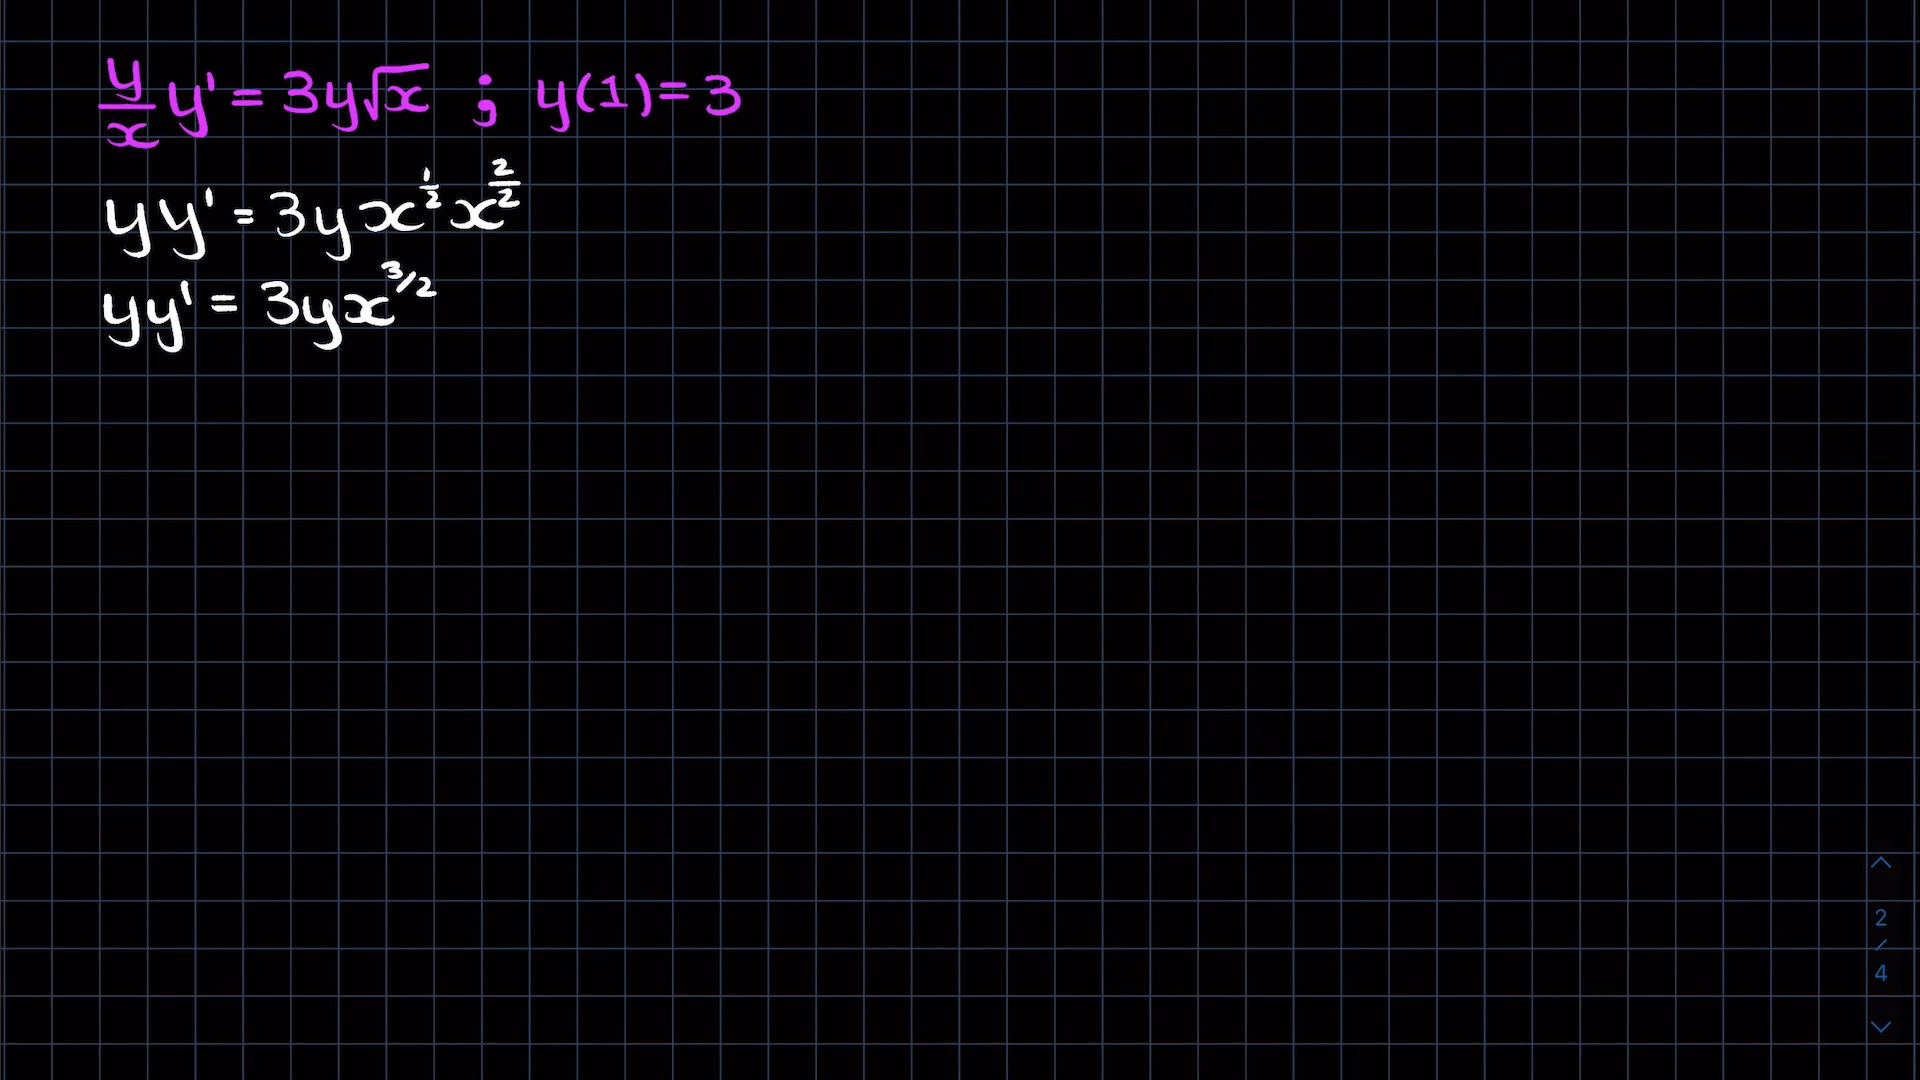 y/x y' = 3y√x ; y(1) = 3
yy' = 3yx^(1/2) x^(2/2)
yy' = 3yx^(3/2)
2
/
4